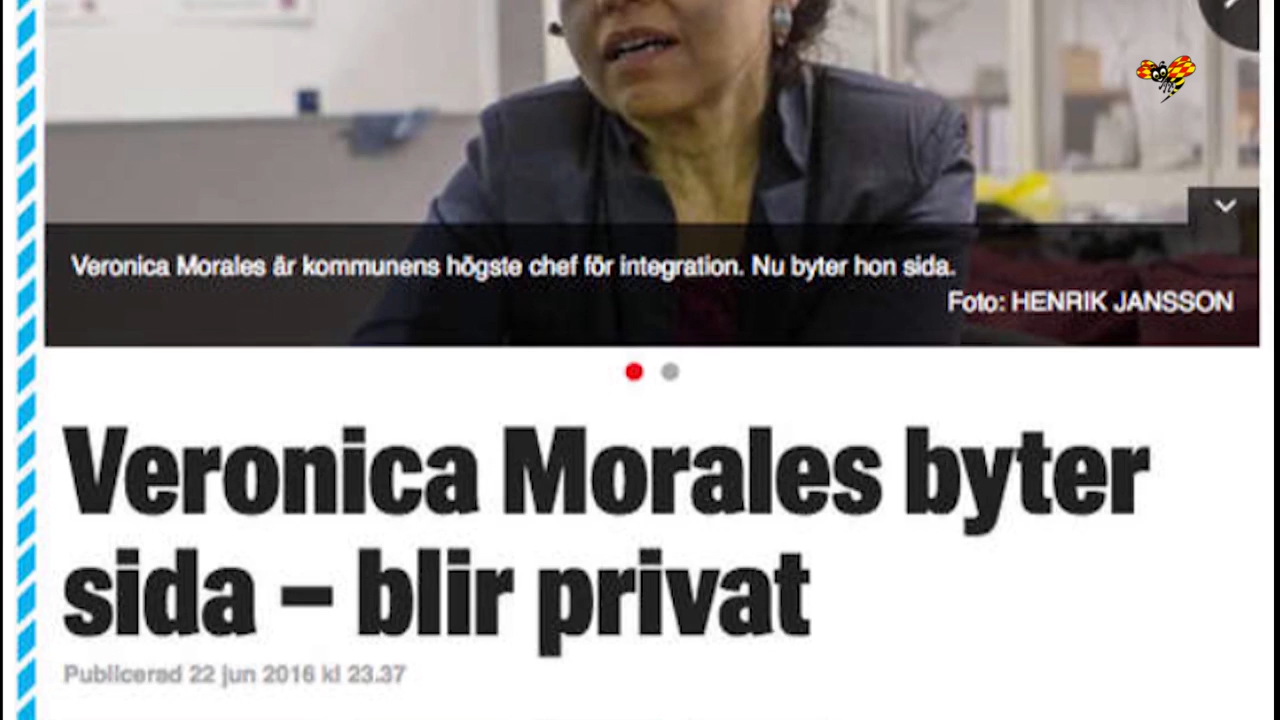 Veronica Morales är kommunens högste chef för integration. Nu byter hon sida.
Foto: HENRIK JANSSON
Veronica Morales byter
sida – blir privat
Publicerad 22 jun 2016 kl 23.37